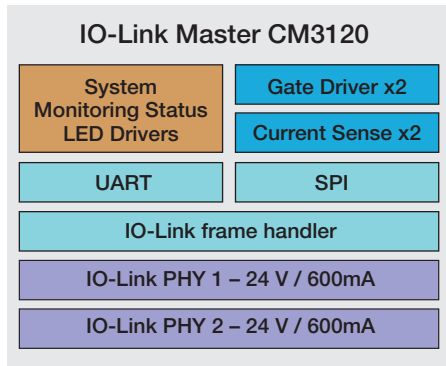 IO-Link Master CM3120
System
Monitoring Status
LED Drivers
Gate Driver x2
Current Sense x2
UART
SPI
IO-Link frame handler
IO-Link PHY 1 – 24 V / 600mA
IO-Link PHY 2 – 24 V / 600mA